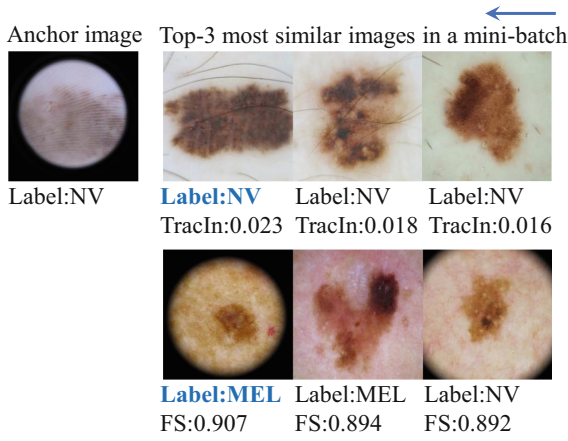 Anchor image
Top-3 most similar images in a mini-batch
Label:NV
Label:NV
Label:NV
Label:NV
TracIn:0.023
TracIn:0.018
TracIn:0.016
Label:MEL
Label:MEL
Label:NV
FS:0.907
FS:0.894
FS:0.892